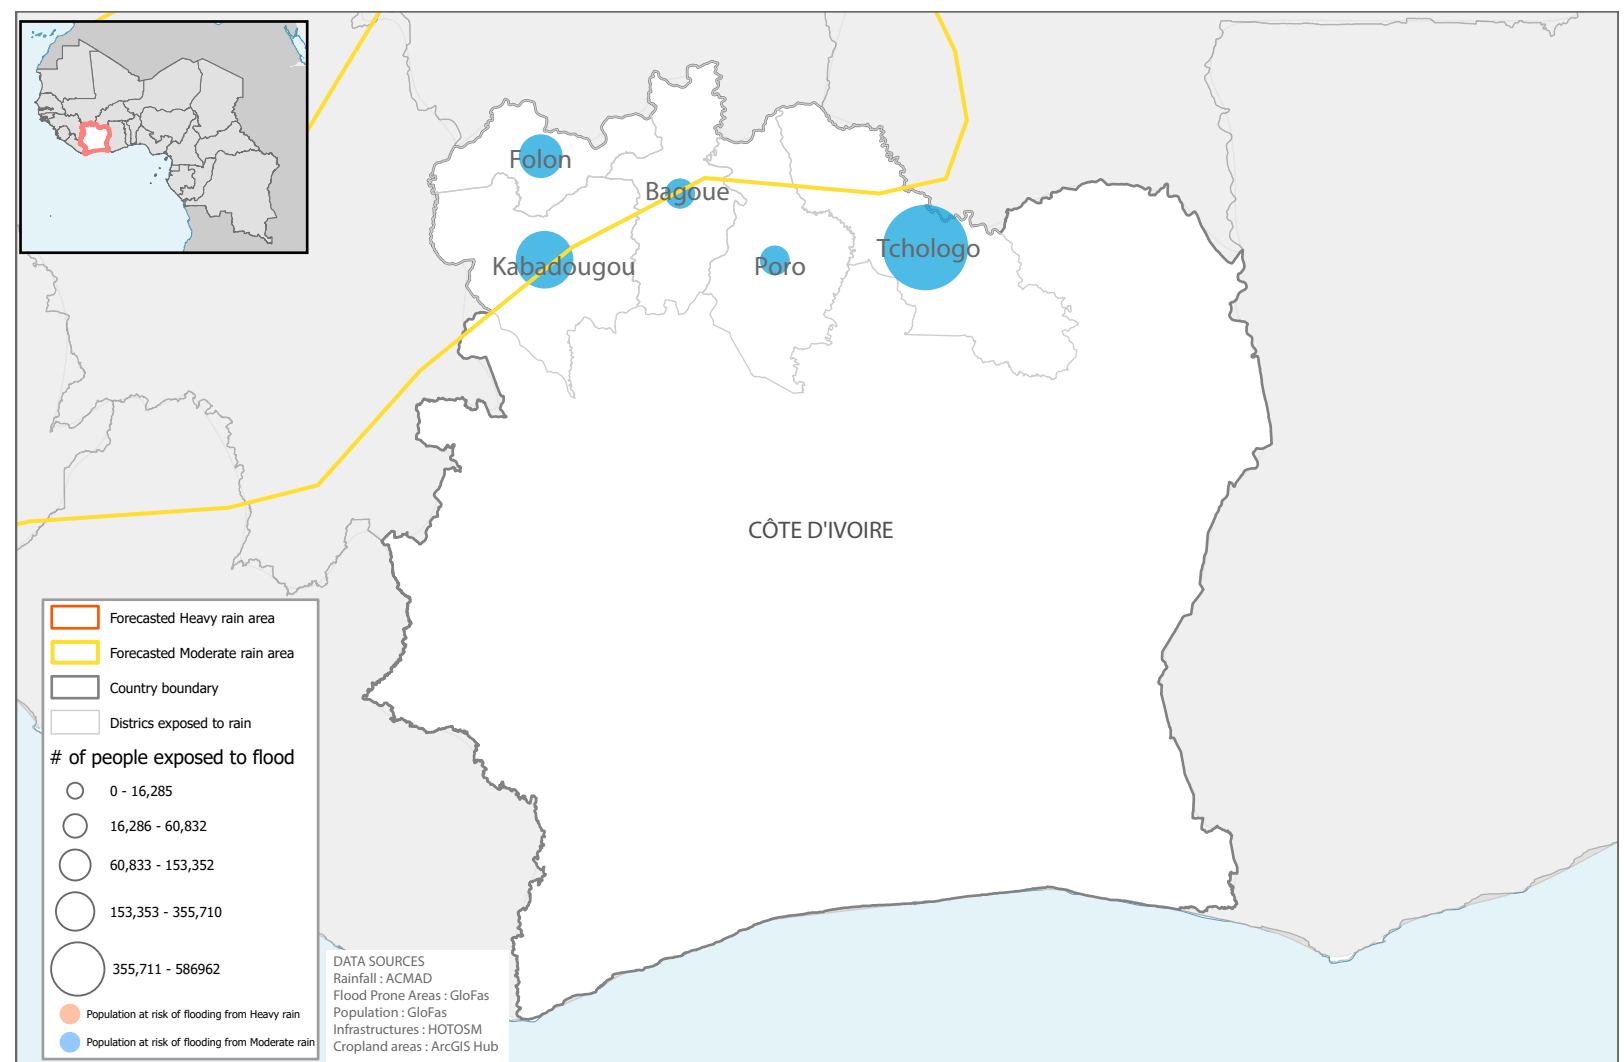 Folon
Bagoue
Kabadougou
Poro
Tchologo
CÔTE D'IVOIRE
Forecasted Heavy rain area
Forecasted Moderate rain area
Country boundary
Districs exposed to rain
# of people exposed to flood
0 - 16,285
16,286 - 60,832
60,833 - 153,352
153,353 - 355,710
355,711 - 586962
Population at risk of flooding from Heavy rain
Population at risk of flooding from Moderate rain
DATA SOURCES
Rainfall : ACMAD
Flood Prone Areas : GloFas
Population : GloFas
Infrastructures : HOTOSM
Cropland areas : ArcGIS Hub